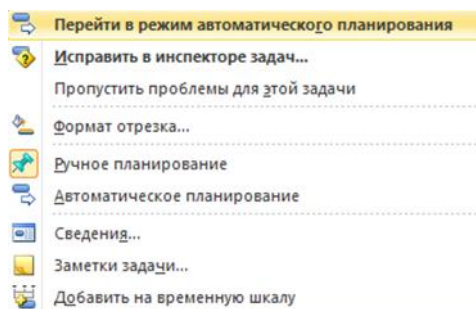 Перейти в режим автоматического планирования
Исправить в инспекторе задач...
Пропустить проблемы для этой задачи
Формат отрезка...
Ручное планирование
Автоматическое планирование
Сведения...
Заметки задачи...
Добавить на временную шкалу